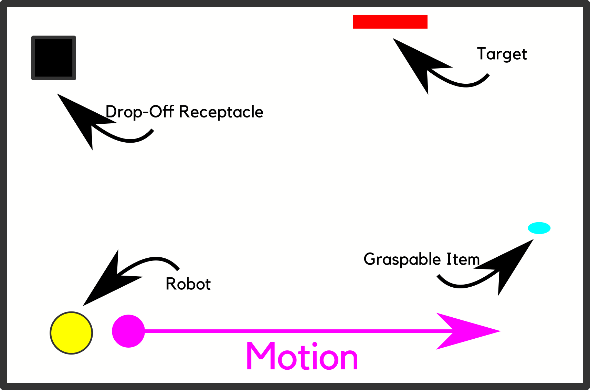 Target
Drop-Off Receptacle
Graspable Item
Robot
Motion